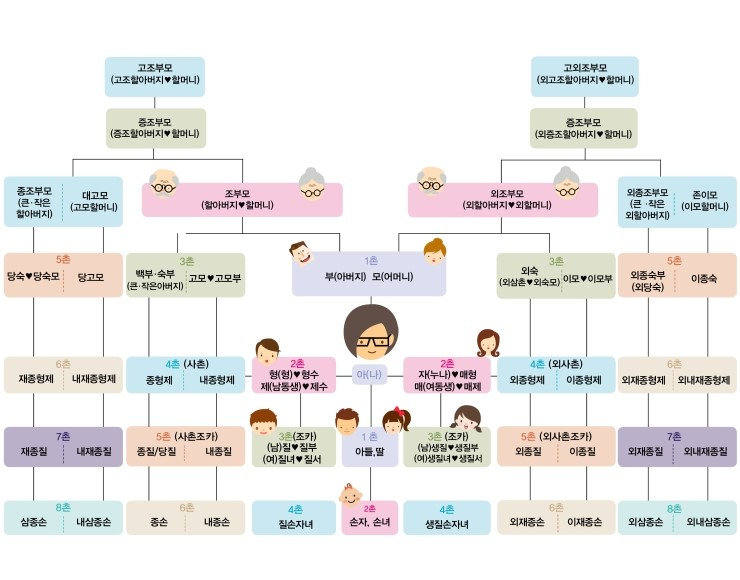 고조부모
(고조할아버지♥할머니)
고외조부모
(외고조할아버지♥할머니)
증조부모
(증조할아버지♥할머니)
증조부모
(외증조할아버지♥할머니)
종조부모
(큰·작은
할아버지)
대고모
(고모할머니)
조부모
(할아버지♥할머니)
외조부모
(외할아버지♥외할머니)
외종조부모
(큰 ·작은
외할아버지)
존이모
(이모할머니)
5촌
당숙♥당숙모
당고모
3촌
백부·숙부
(큰·작은아버지)
고모♥고모부
1촌
부(아버지) 모(어머니)
3촌
외숙
(외삼촌♥외숙모)
이모♥이모부
5촌
외종숙부
(외당숙)
이종숙
6촌
재종형제
내재종형제
4촌 (사촌)
종형제
내종형제
2촌
형(형)♥형수
제(남동생)♥제수
아(나)
2촌
자(누나)♥매형
매(여동생)♥매제
4촌 (외사촌)
외종형제
이종형제
6촌
외재종형제
외내재종형제
7촌
재종질
내재종질
5촌 (사촌조카)
종질/당질
내종질
3촌(조카)
(남)질♥질부
(여)질녀♥질서
1촌
아들,딸
3촌 (조카)
(남)생질♥생질부
(여)생질녀♥생질서
5촌 (외사촌조카)
외종질
이종질
7촌
외재종질
외내재종질
8촌
삼종손
내삼종손
6촌
종손
내종손
4촌
질손자녀
2촌
손자, 손녀
4촌
생질손자녀
6촌
외재종손
이재종손
8촌
외삼종손
외내삼종손